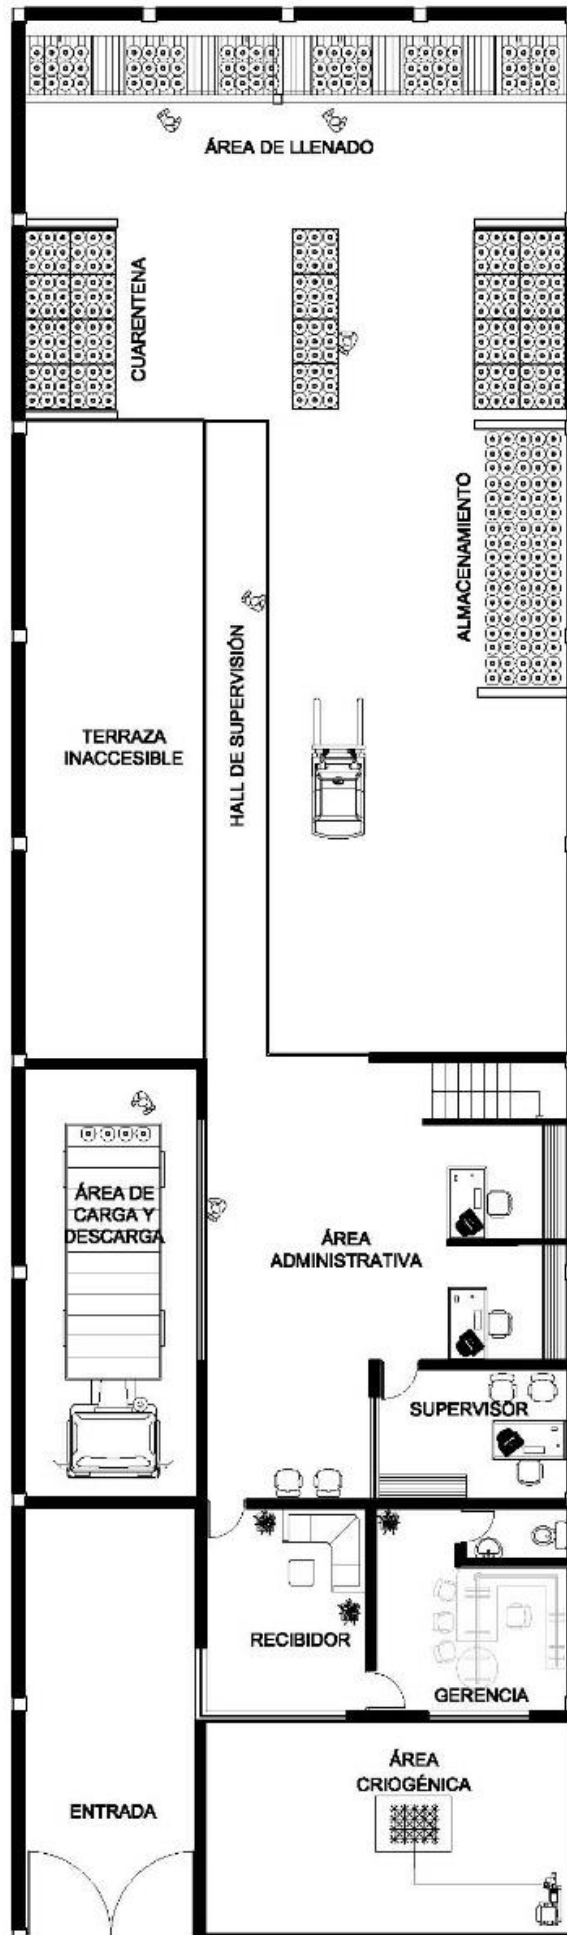 ÁREA DE LLENADO
CUARENTENA
ALMACENAMIENTO
HALL DE SUPERVISIÓN
TERRAZA
INACCESIBLE
ÁREA DE
CARGA Y
DESCARGA
ÁREA
ADMINISTRATIVA
SUPERVISOR
RECIBIDOR
GERENCIA
ÁREA
CRIOGÉNICA
ENTRADA